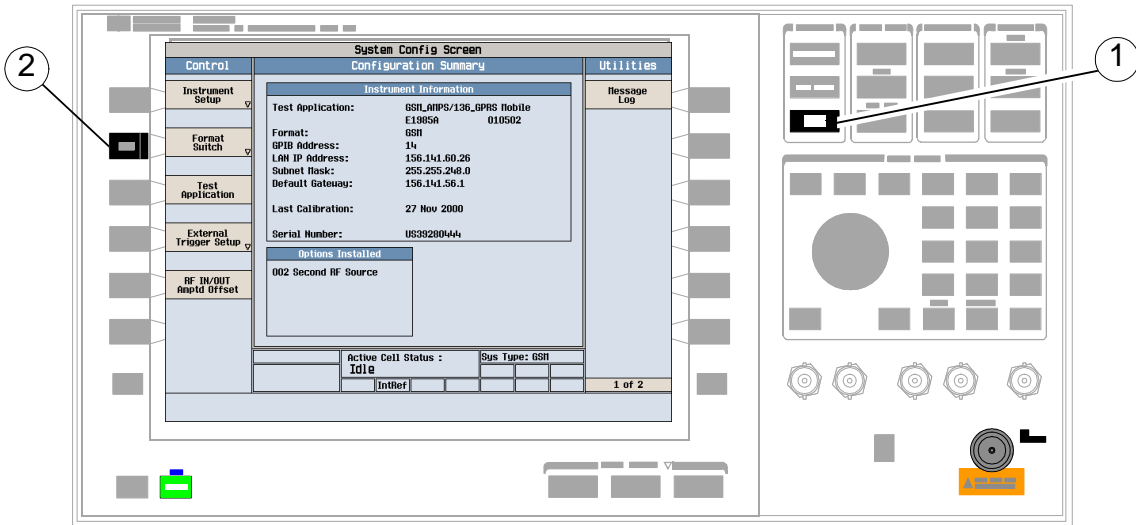 System Config Screen
Control
Configuration Summary
Utilities
Instrument
Setup
Format
Switch
Test
Application
External
Trigger Setup
RF IN/OUT
Amptd Offset
Instrument Information
Test Application: GSM_AMPS/136_GPRS Mobile
E1985A 010502
Format: GSM
GPIB Address: 14
LAN IP Address: 156.141.60.26
Subnet Mask: 255.255.248.0
Default Gateway: 156.141.56.1
Last Calibration: 27 Nov 2000
Serial Number: US39280444
Options Installed
002 Second RF Source
Message
Log
Active Cell Status :
Idle
Sys Type: GSM
IntRef
1 of 2
1
2